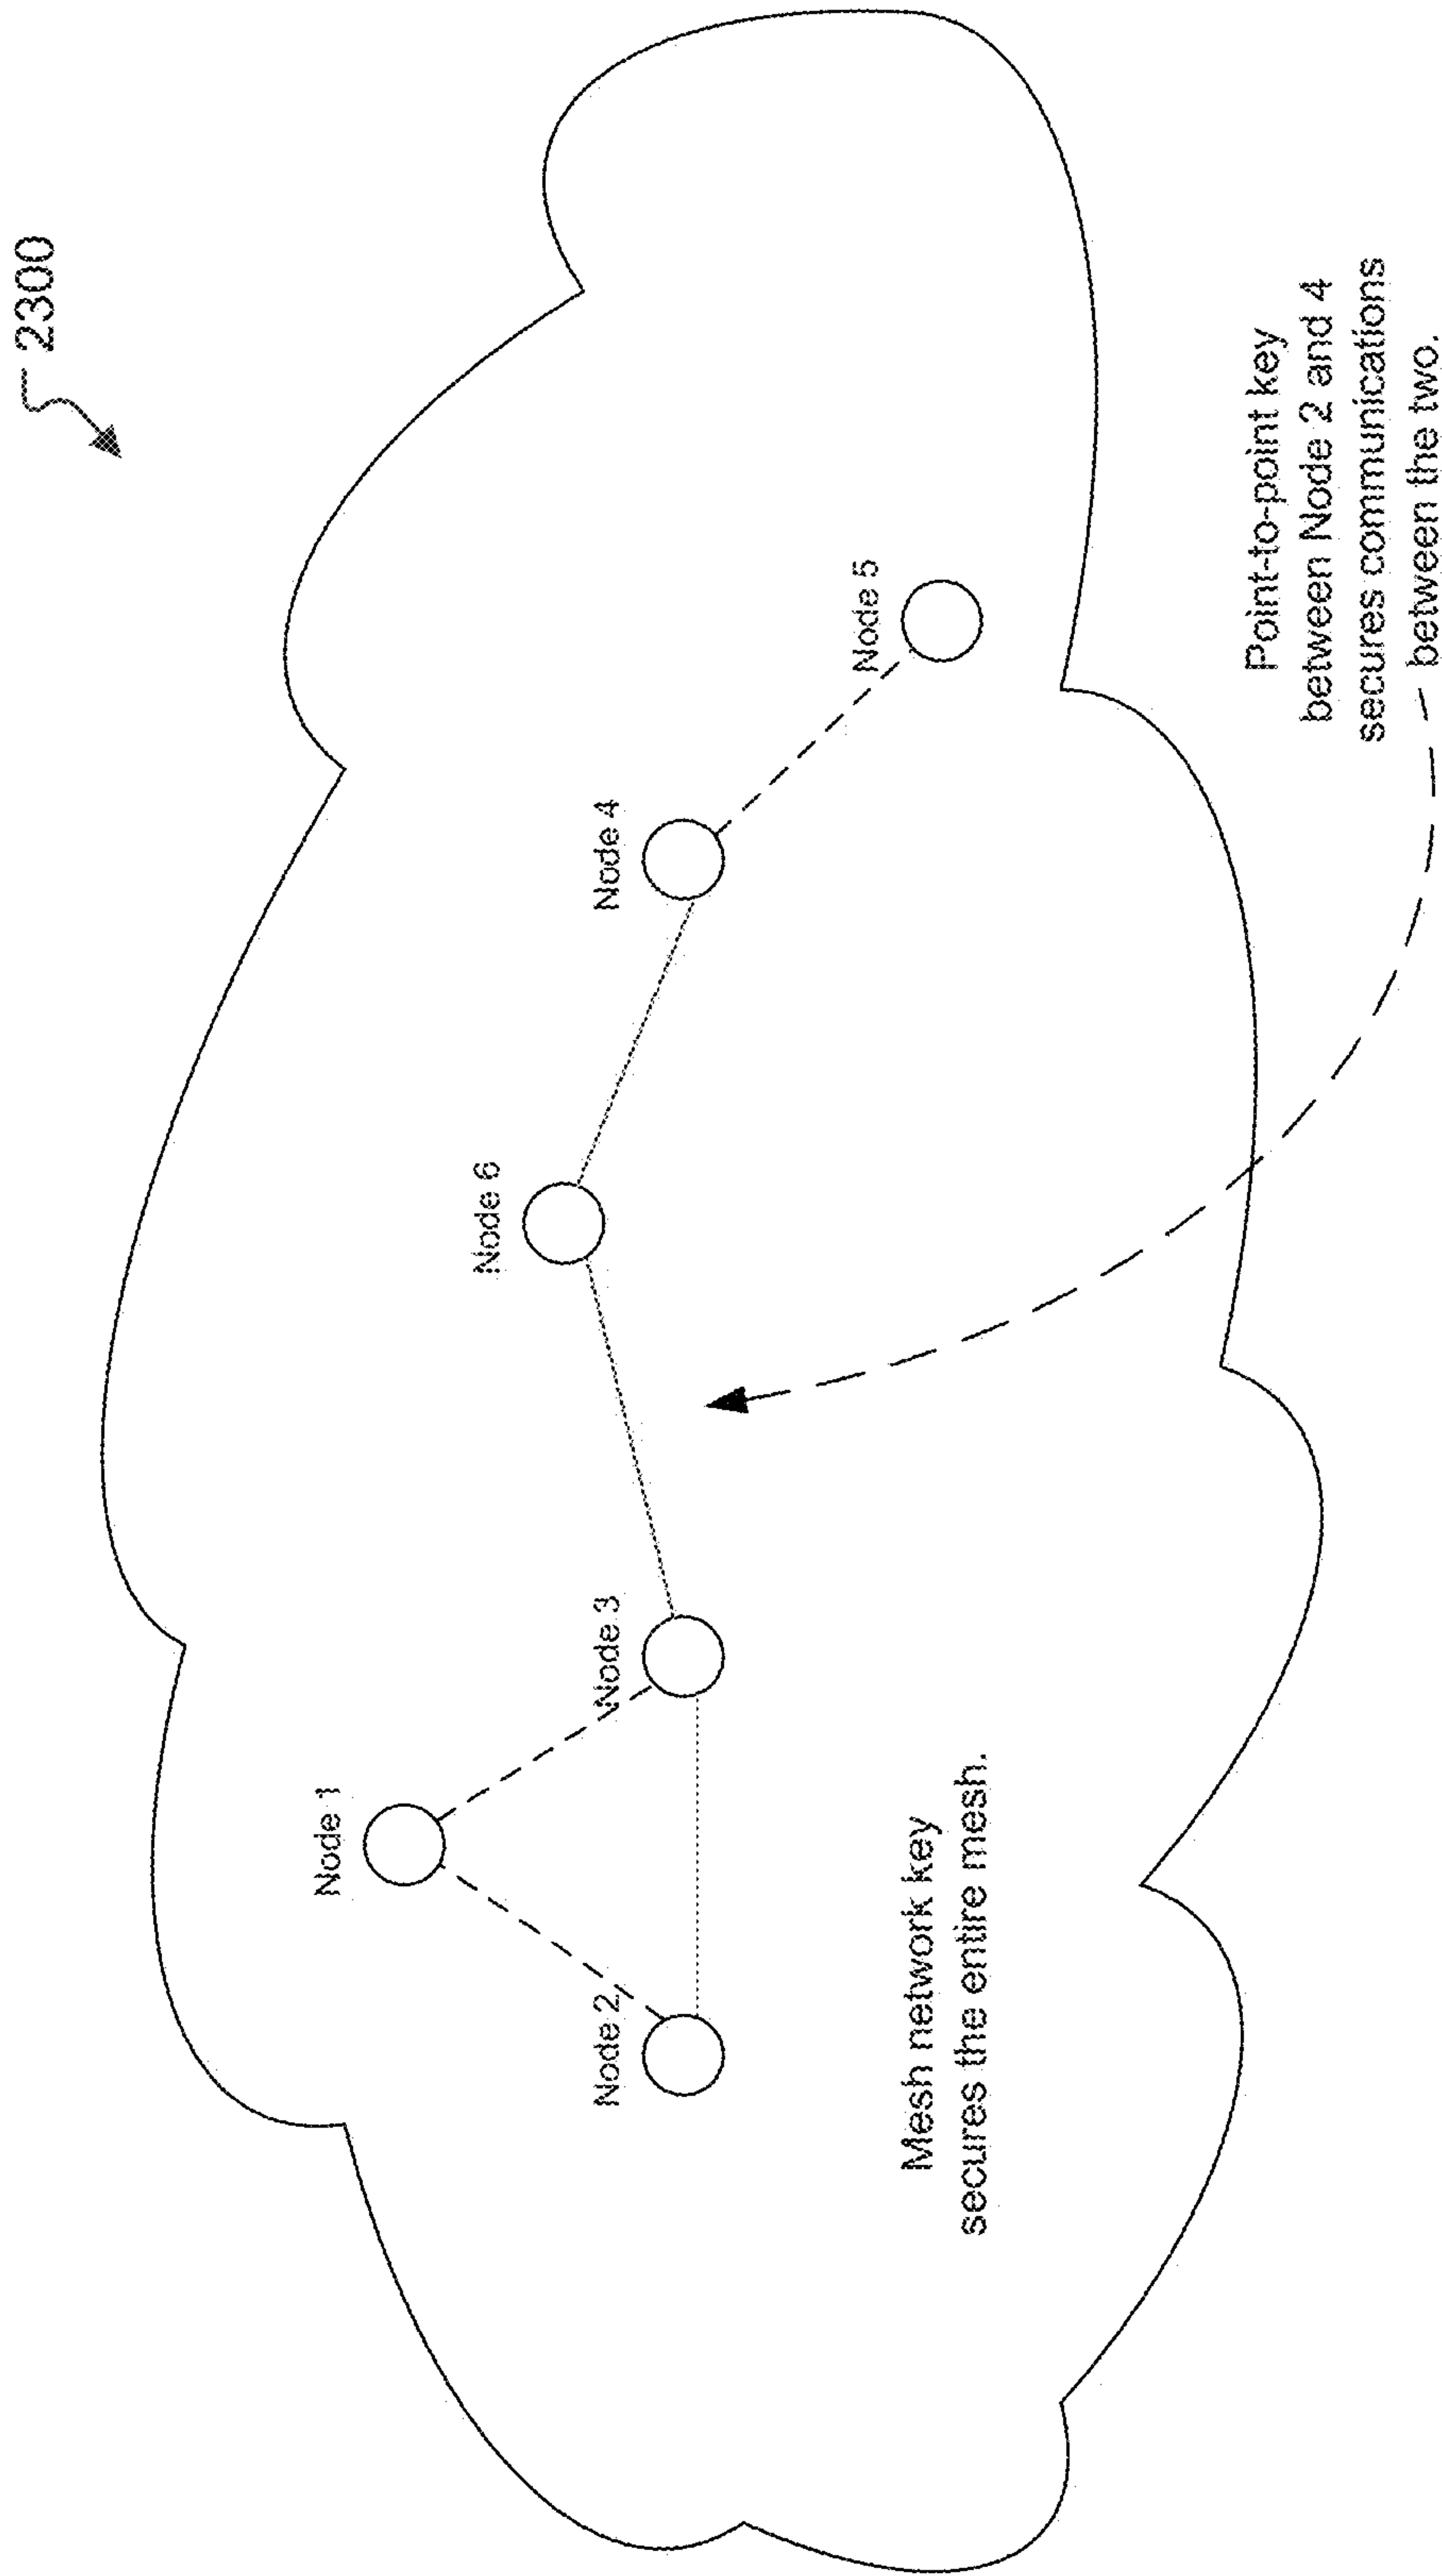 2300
Node 1
Node 2
Node 3
Node 6
Node 4
Node 5
Mesh network key
secures the entire mesh.
Point-to-point key
between Node 2 and 4
secures communications
between the two.